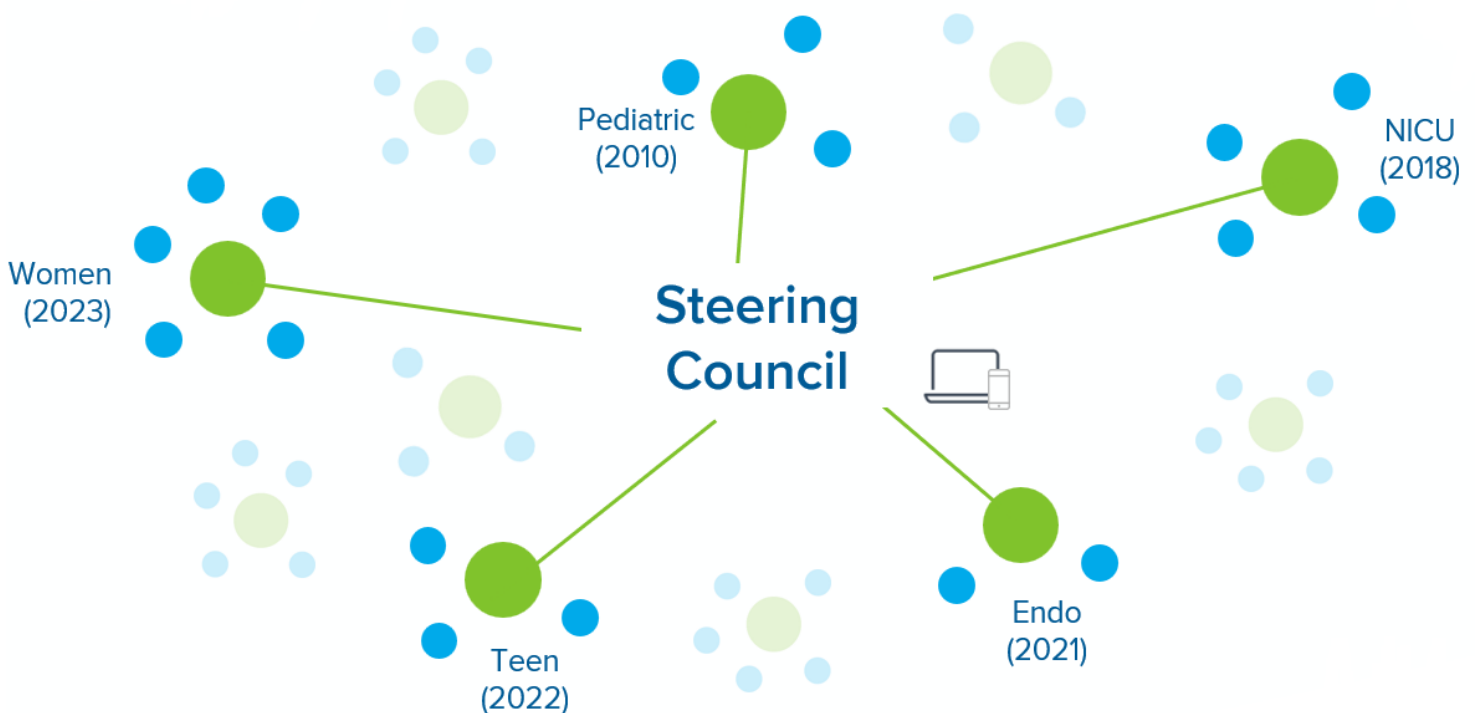 Pediatric
(2010)
NICU
(2018)
Women
(2023)
Steering
Council
Endo
(2021)
Teen
(2022)